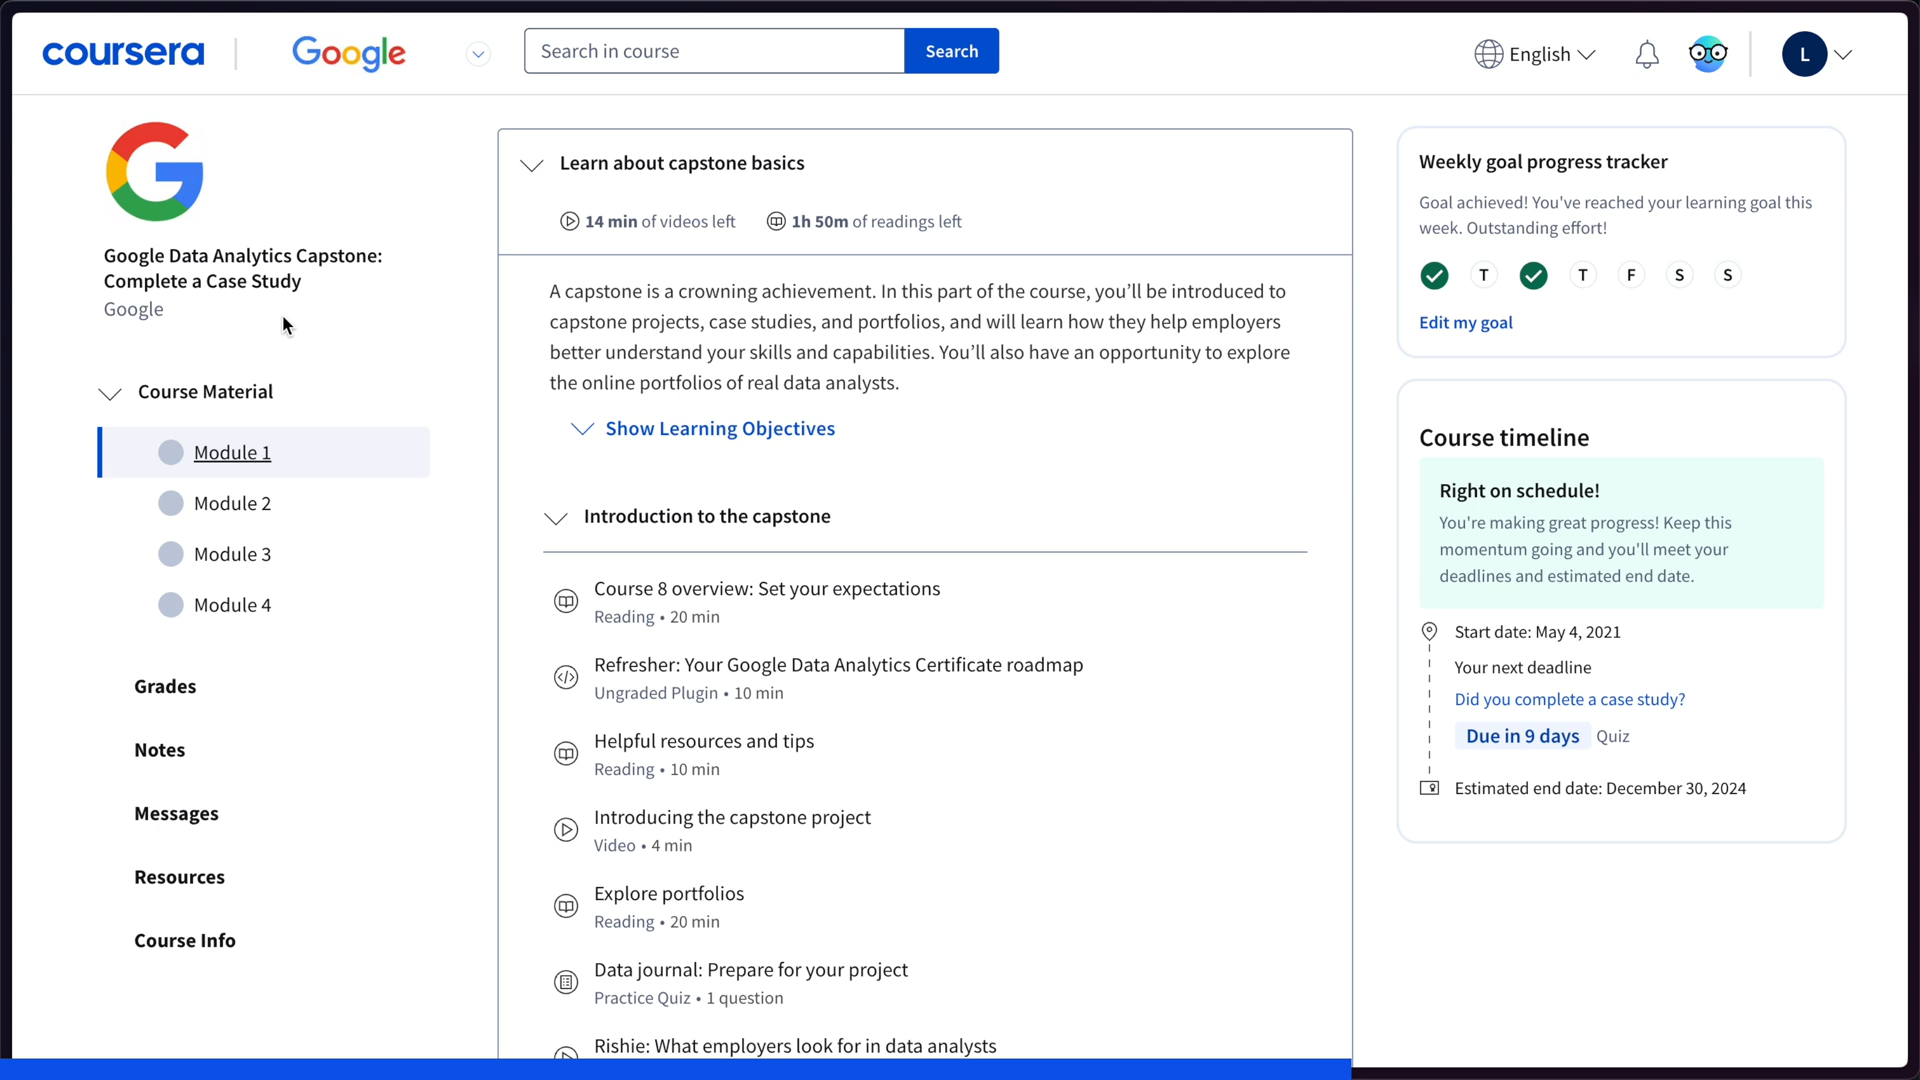 coursera
Google
Search in course
Search
English
L
Google Data Analytics Capstone:
Complete a Case Study
Google
Course Material
Module 1
Module 2
Module 3
Module 4
Grades
Notes
Messages
Resources
Course Info
Learn about capstone basics
14 min of videos left
1h 50m of readings left
A capstone is a crowning achievement. In this part of the course, you’ll be introduced to
capstone projects, case studies, and portfolios, and will learn how they help employers
better understand your skills and capabilities. You’ll also have an opportunity to explore
the online portfolios of real data analysts.
Show Learning Objectives
Introduction to the capstone
Course 8 overview: Set your expectations
Reading • 20 min
Refresher: Your Google Data Analytics Certificate roadmap
Ungraded Plugin • 10 min
Helpful resources and tips
Reading • 10 min
Introducing the capstone project
Video • 4 min
Explore portfolios
Reading • 20 min
Data journal: Prepare for your project
Practice Quiz • 1 question
Rishie: What employers look for in data analysts
Weekly goal progress tracker
Goal achieved! You've reached your learning goal this
week. Outstanding effort!
T T F S S
Edit my goal
Course timeline
Right on schedule!
You're making great progress! Keep this
momentum going and you'll meet your
deadlines and estimated end date.
Start date: May 4, 2021
Your next deadline
Did you complete a case study?
Due in 9 days Quiz
Estimated end date: December 30, 2024